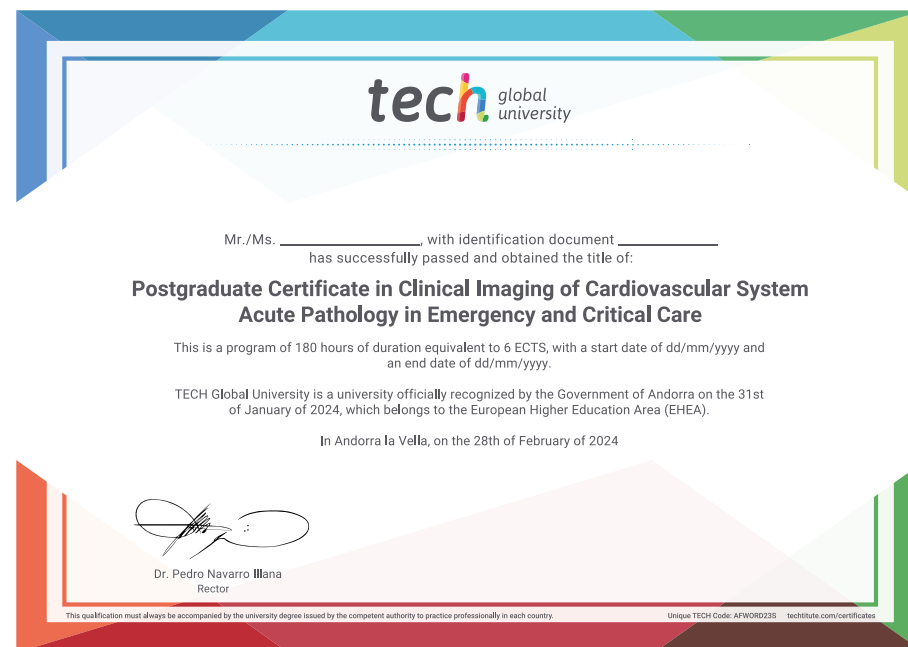 tech global university
Mr./Ms. ____________, with identification document ____________
has successfully passed and obtained the title of:
Postgraduate Certificate in Clinical Imaging of Cardiovascular System
Acute Pathology in Emergency and Critical Care
This is a program of 180 hours of duration equivalent to 6 ECTS, with a start date of dd/mm/yyyy and
an end date of dd/mm/yyyy.
TECH Global University is a university officially recognized by the Government of Andorra on the 31st
of January of 2024, which belongs to the European Higher Education Area (EHEA).
In Andorra la Vella, on the 28th of February of 2024
Dr. Pedro Navarro Illana
Rector
This qualification must always be accompanied by the university degree issued by the competent authority to practice professionally in each country.
Unique TECH Code: AFWORD23S techtitute.com/certificates